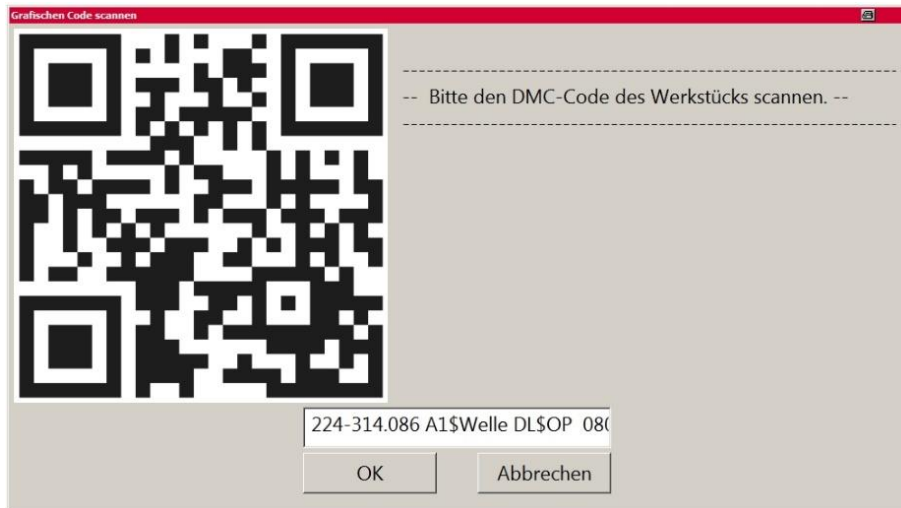 Grafischen Code scannen
--------------------------------------------------------------
-- Bitte den DMC-Code des Werkstücks scannen. --
--------------------------------------------------------------
224-314.086 A1$Welle DL$OP 08
OK
Abbrechen